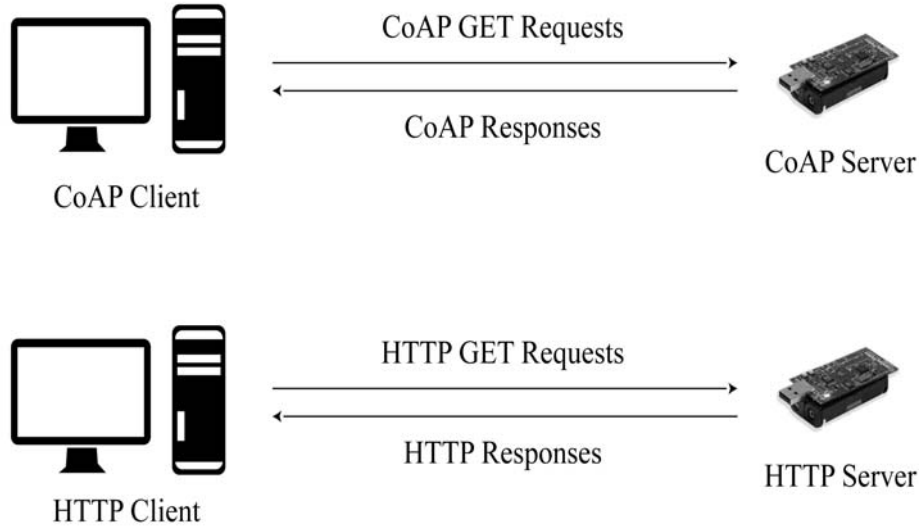 CoAP GET Requests
CoAP Responses
CoAP Client
CoAP Server
HTTP GET Requests
HTTP Responses
HTTP Client
HTTP Server